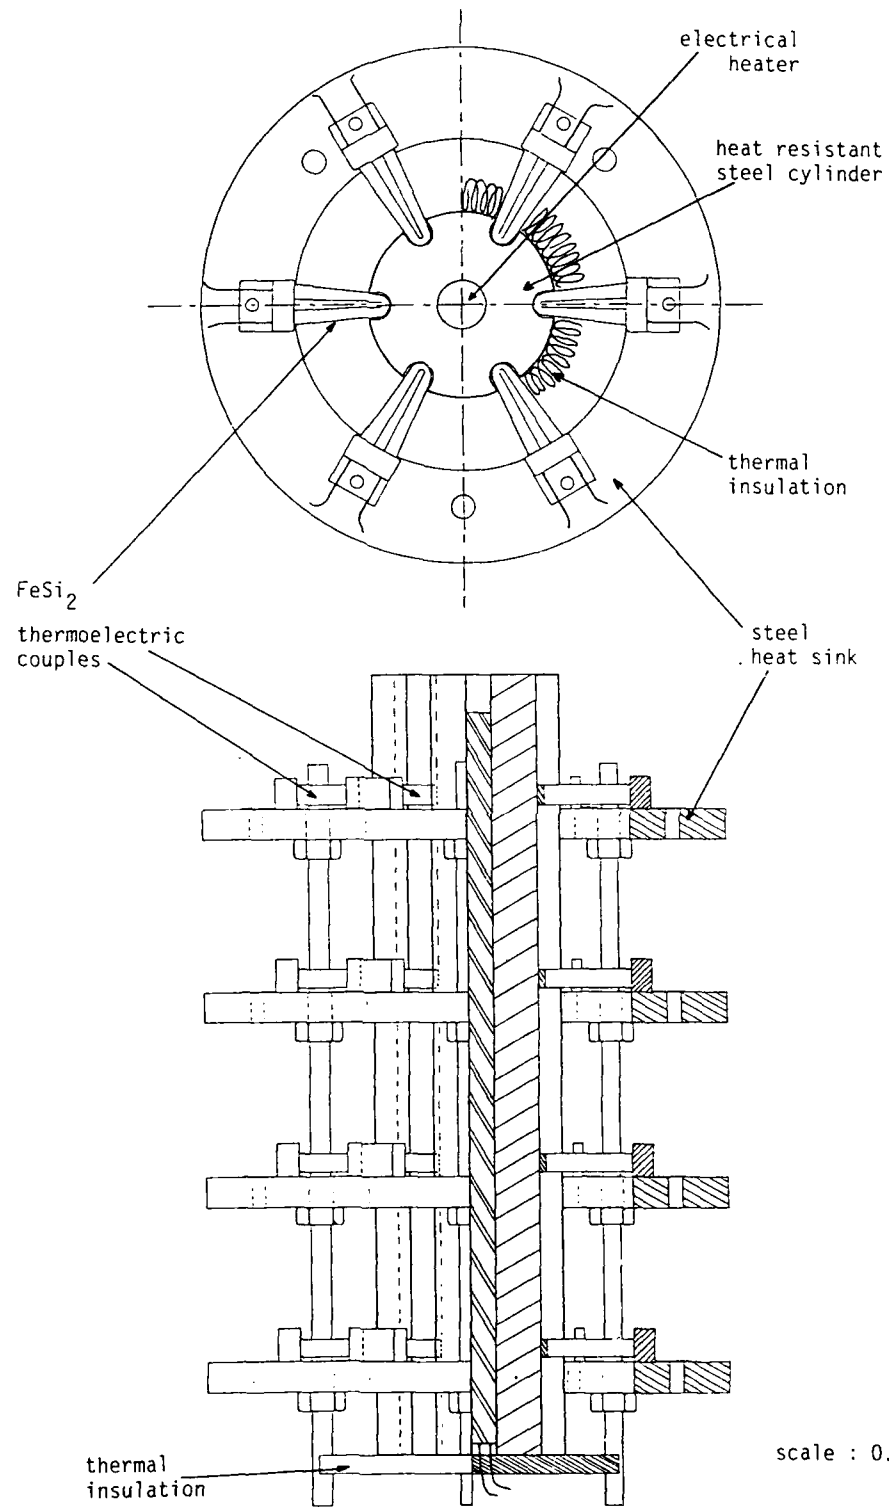 electrical
heater
heat resistant
steel cylinder
thermal
insulation
FeSi2
thermoelectric
couples
steel
.heat sink
thermal
insulation
scale : 0.